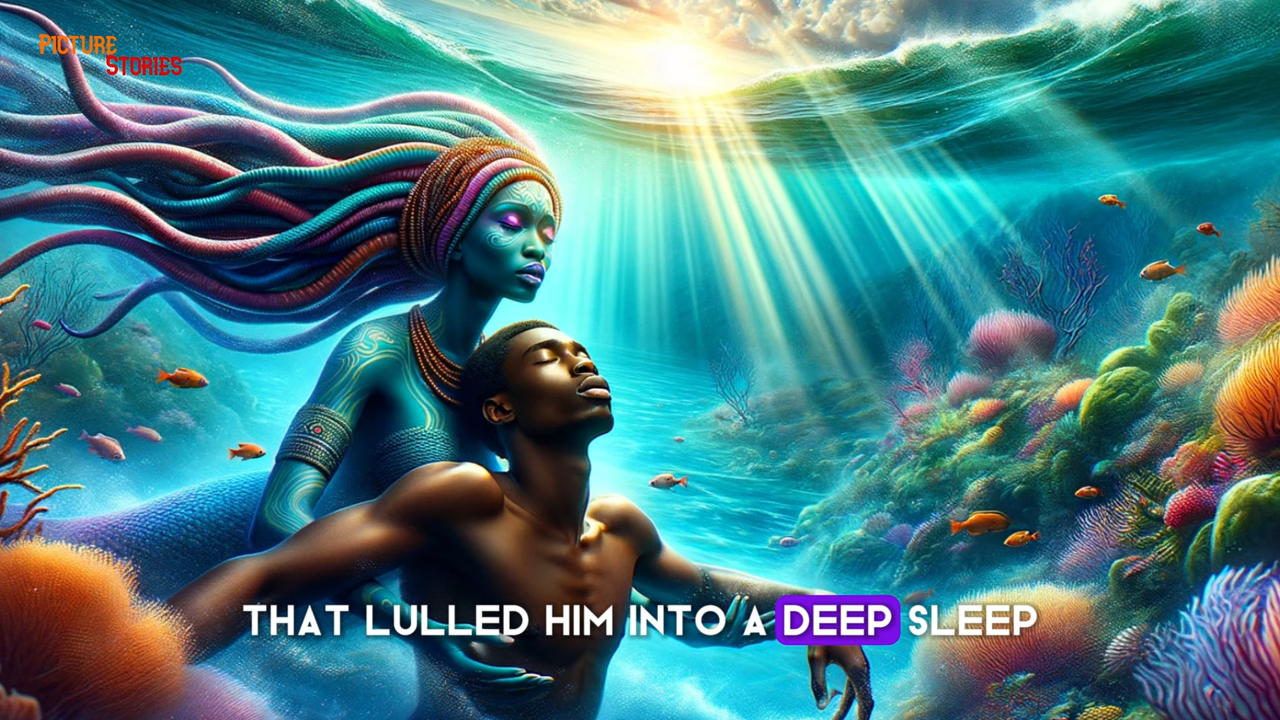 PICTURE
STORIES
THAT LULLED HIM INTO A DEEP SLEEP